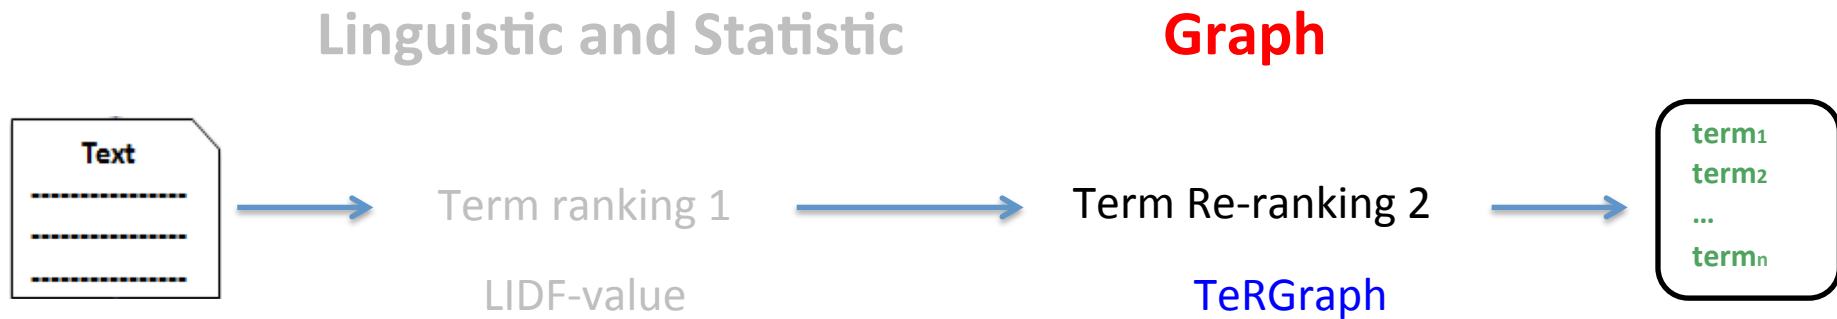 Linguistic and Statistic
Graph
Text
Term ranking 1
LIDF-value
Term Re-ranking 2
TeRGraph
term1
term2
...
termn